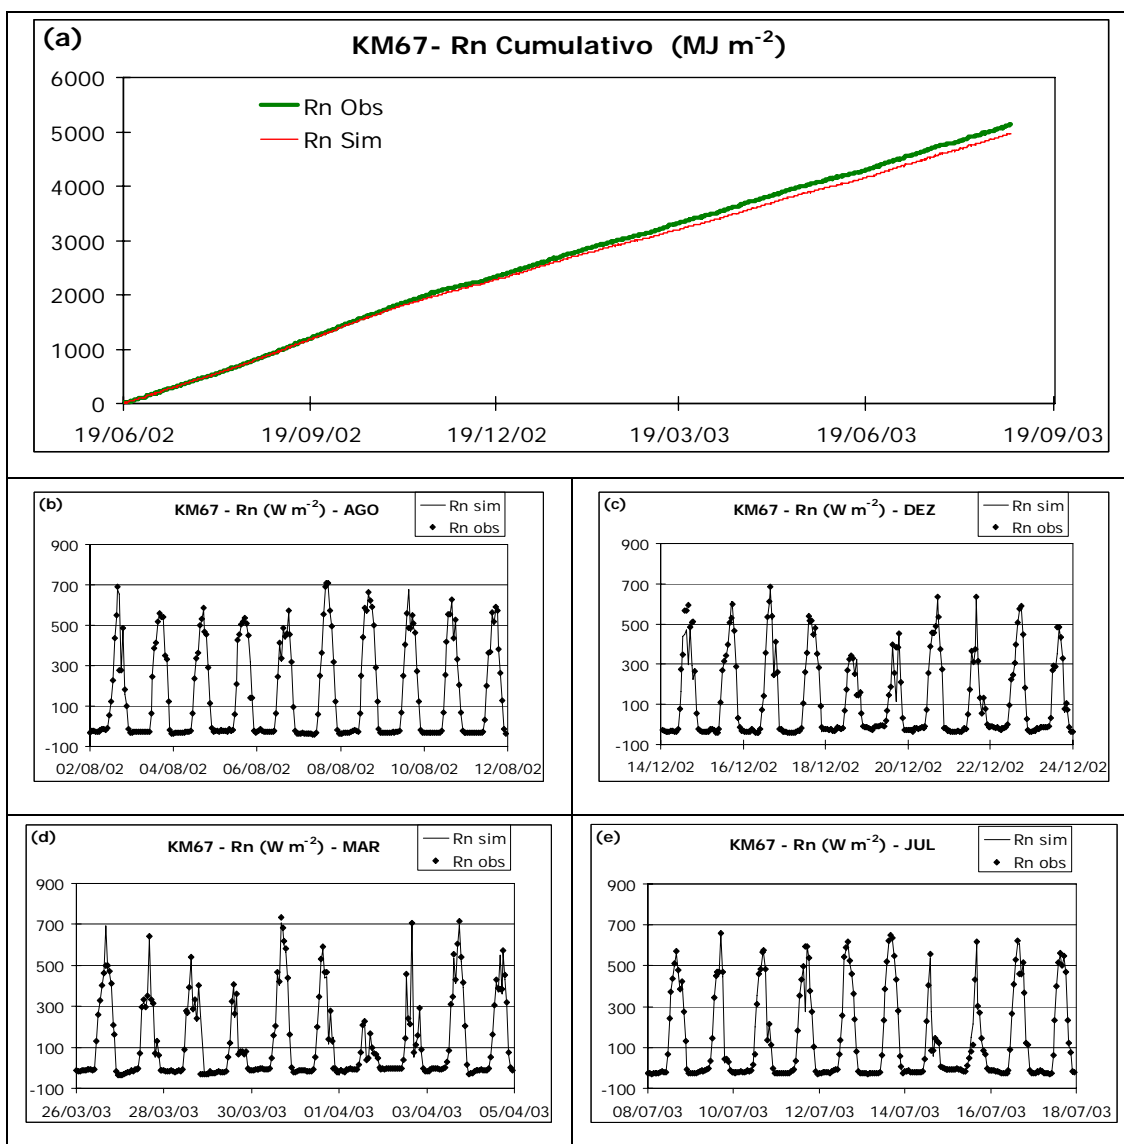 (a)
KM67- Rn Cumulativo (MJ m⁻²)
6000
5000
4000
3000
2000
1000
0
Rn Obs
Rn Sim
19/06/02 19/09/02 19/12/02 19/03/03 19/06/03 19/09/03
(b)
KM67 - Rn (W m⁻²) - AGO
Rn sim
Rn obs
900
700
500
300
100
-100
02/08/02 04/08/02 06/08/02 08/08/02 10/08/02 12/08/02
(c)
KM67 - Rn (W m⁻²) - DEZ
Rn sim
Rn obs
900
700
500
300
100
-100
14/12/02 16/12/02 18/12/02 20/12/02 22/12/02 24/12/02
(d)
KM67 - Rn (W m⁻²) - MAR
Rn sim
Rn obs
900
700
500
300
100
-100
26/03/03 28/03/03 30/03/03 01/04/03 03/04/03 05/04/03
(e)
KM67 - Rn (W m⁻²) - JUL
Rn sim
Rn obs
900
700
500
300
100
-100
08/07/03 10/07/03 12/07/03 14/07/03 16/07/03 18/07/03